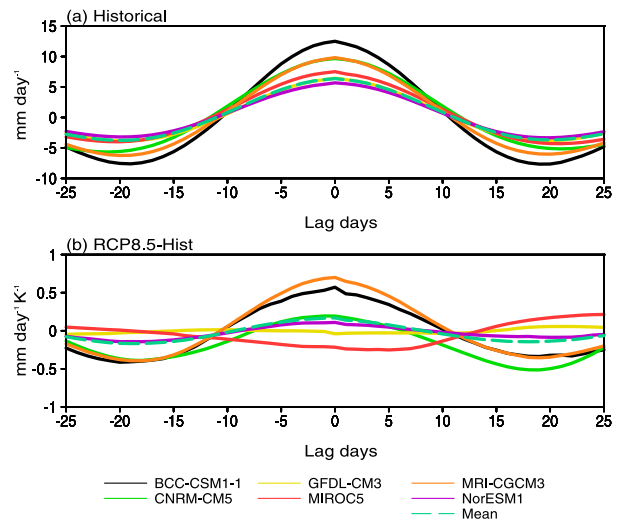 (a) Historical
15
10
5
0
-5
-10
mm day-1
-25 -20 -15 -10 -5 0 5 10 15 20 25
Lag days
(b) RCP8.5-Hist
1
0.5
0
-0.5
-1
mm day-1K-1
-25 -20 -15 -10 -5 0 5 10 15 20 25
Lag days
BCC-CSM1-1 GFDL-CM3 MRI-CGCM3
CNRM-CM5 MIROC5 NorESM1
Mean